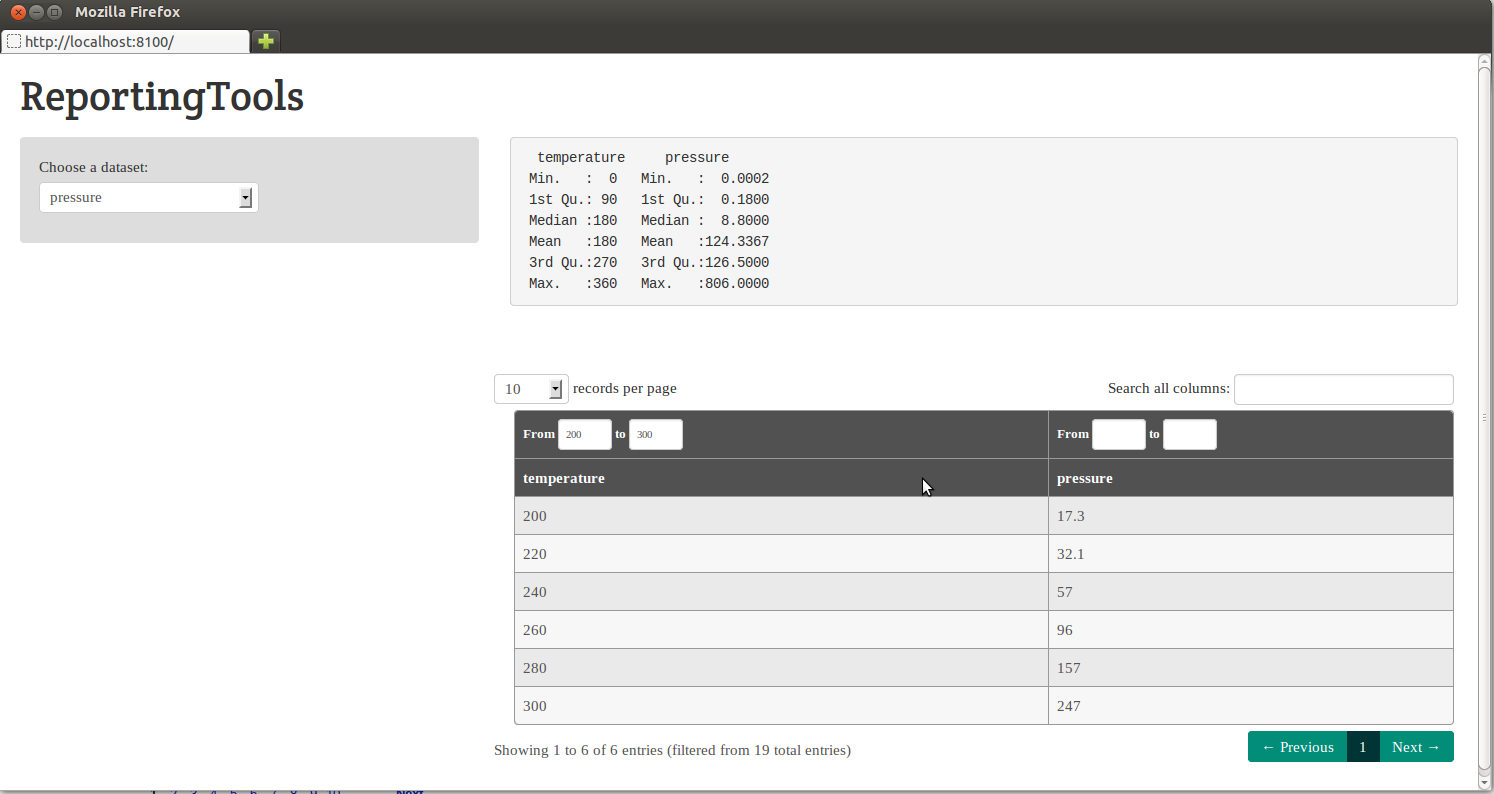 Mozilla Firefox
http://localhost:8100/
ReportingTools
Choose a dataset:
pressure
temperature     pressure
Min.   :  0   Min.   :  0.0002
1st Qu.: 90   1st Qu.:  0.1800
Median :180   Median :  8.8000
Mean   :180   Mean   :124.3367
3rd Qu.:270   3rd Qu.:126.5000
Max.   :360   Max.   :806.0000
10 records per page Search all columns:
From 200 to 300 From to
temperature pressure
200 17.3
220 32.1
240 57
260 96
280 157
300 247
Showing 1 to 6 of 6 entries (filtered from 19 total entries) ← Previous 1 Next →